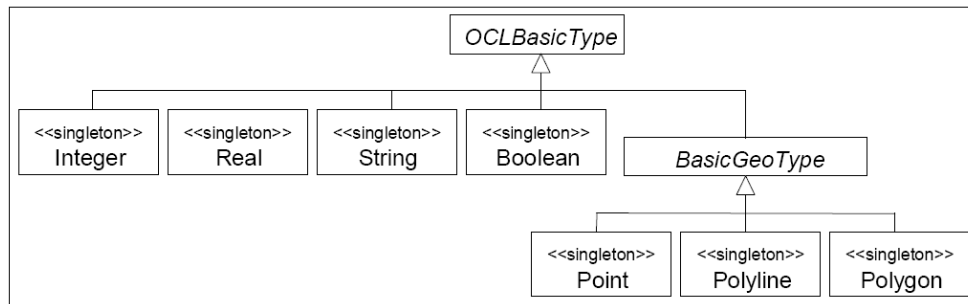 OCLBasicType
<<singleton>>
Integer
<<singleton>>
Real
<<singleton>>
String
<<singleton>>
Boolean
BasicGeoType
<<singleton>>
Point
<<singleton>>
Polyline
<<singleton>>
Polygon